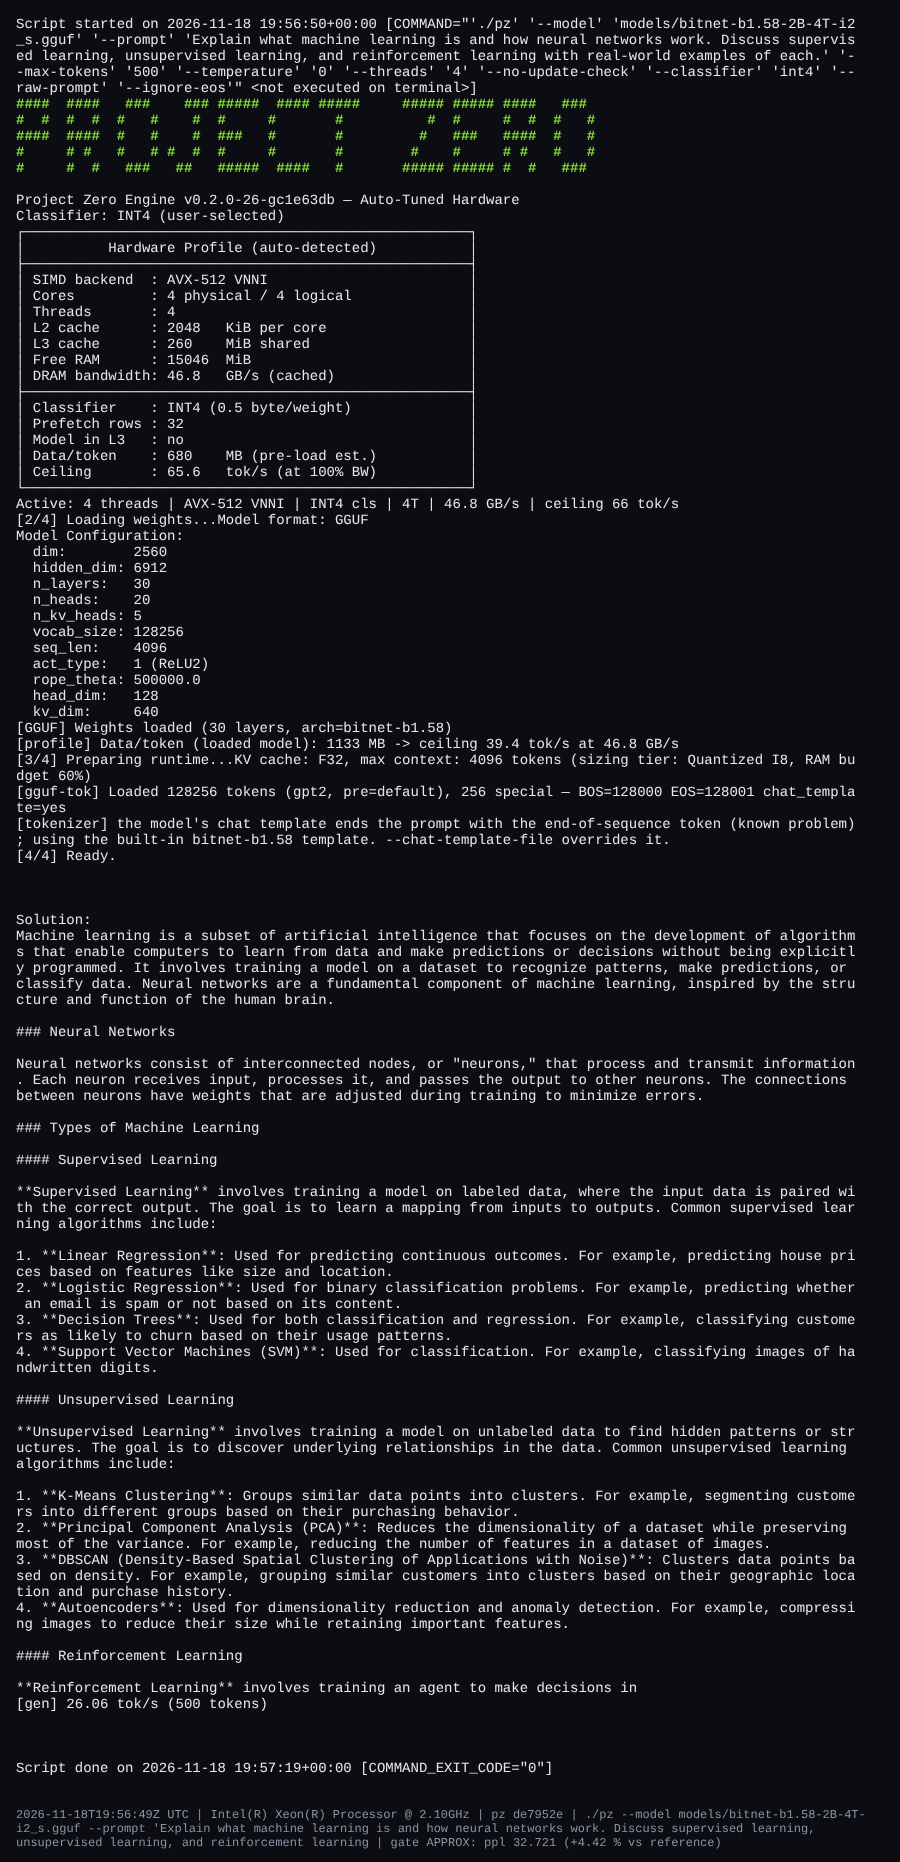 Script started on 2026-11-18 19:56:50+00:00 [COMMAND="'./pz' '--model' 'models/bitnet-b1.58-2B-4T-i2
_s.gguf' '--prompt' 'Explain what machine learning is and how neural networks work. Discuss supervis
ed learning, unsupervised learning, and reinforcement learning with real-world examples of each.' '-
-max-tokens' '500' '--temperature' '0' '--threads' '4' '--no-update-check' '--classifier' 'int4' '--
raw-prompt' '--ignore-eos'" <not executed on terminal>]
PROJECT ZERO
Project Zero Engine v0.2.0-26-gc1e63db — Auto-Tuned Hardware
Classifier: INT4 (user-selected)
Hardware Profile (auto-detected)
SIMD backend  : AVX-512 VNNI
Cores         : 4 physical / 4 logical
Threads       : 4
L2 cache      : 2048   KiB per core
L3 cache      : 260    MiB shared
Free RAM      : 15046  MiB
DRAM bandwidth: 46.8   GB/s (cached)
Classifier    : INT4 (0.5 byte/weight)
Prefetch rows : 32
Model in L3   : no
Data/token    : 680    MB (pre-load est.)
Ceiling       : 65.6   tok/s (at 100% BW)
Active: 4 threads | AVX-512 VNNI | INT4 cls | 4T | 46.8 GB/s | ceiling 66 tok/s
[2/4] Loading weights...Model format: GGUF
Model Configuration:
  dim:        2560
  hidden_dim: 6912
  n_layers:   30
  n_heads:    20
  n_kv_heads: 5
  vocab_size: 128256
  seq_len:    4096
  act_type:   1 (ReLU2)
  rope_theta: 500000.0
  head_dim:   128
  kv_dim:     640
[GGUF] Weights loaded (30 layers, arch=bitnet-b1.58)
[profile] Data/token (loaded model): 1133 MB -> ceiling 39.4 tok/s at 46.8 GB/s
[3/4] Preparing runtime...KV cache: F32, max context: 4096 tokens (sizing tier: Quantized I8, RAM bu
dget 60%)
[gguf-tok] Loaded 128256 tokens (gpt2, pre=default), 256 special — BOS=128000 EOS=128001 chat_templa
te=yes
[tokenizer] the model's chat template ends the prompt with the end-of-sequence token (known problem)
; using the built-in bitnet-b1.58 template. --chat-template-file overrides it.
[4/4] Ready.
Solution:
Machine learning is a subset of artificial intelligence that focuses on the development of algorithm
s that enable computers to learn from data and make predictions or decisions without being explicitl
y programmed. It involves training a model on a dataset to recognize patterns, make predictions, or
classify data. Neural networks are a fundamental component of machine learning, inspired by the stru
cture and function of the human brain.
### Neural Networks
Neural networks consist of interconnected nodes, or "neurons," that process and transmit information
. Each neuron receives input, processes it, and passes the output to other neurons. The connections
between neurons have weights that are adjusted during training to minimize errors.
### Types of Machine Learning
#### Supervised Learning
**Supervised Learning** involves training a model on labeled data, where the input data is paired wi
th the correct output. The goal is to learn a mapping from inputs to outputs. Common supervised lear
ning algorithms include:
1. **Linear Regression**: Used for predicting continuous outcomes. For example, predicting house pri
ces based on features like size and location.
2. **Logistic Regression**: Used for binary classification problems. For example, predicting whether
 an email is spam or not based on its content.
3. **Decision Trees**: Used for both classification and regression. For example, classifying custome
rs as likely to churn based on their usage patterns.
4. **Support Vector Machines (SVM)**: Used for classification. For example, classifying images of ha
ndwritten digits.
#### Unsupervised Learning
**Unsupervised Learning** involves training a model on unlabeled data to find hidden patterns or str
uctures. The goal is to discover underlying relationships in the data. Common unsupervised learning
algorithms include:
1. **K-Means Clustering**: Groups similar data points into clusters. For example, segmenting custome
rs into different groups based on their purchasing behavior.
2. **Principal Component Analysis (PCA)**: Reduces the dimensionality of a dataset while preserving
most of the variance. For example, reducing the number of features in a dataset of images.
3. **DBSCAN (Density-Based Spatial Clustering of Applications with Noise)**: Clusters data points ba
sed on density. For example, grouping similar customers into clusters based on their geographic loca
tion and purchase history.
4. **Autoencoders**: Used for dimensionality reduction and anomaly detection. For example, compressi
ng images to reduce their size while retaining important features.
#### Reinforcement Learning
**Reinforcement Learning** involves training an agent to make decisions in
[gen] 26.06 tok/s (500 tokens)
Script done on 2026-11-18 19:57:19+00:00 [COMMAND_EXIT_CODE="0"]
2026-11-18T19:56:49Z UTC | Intel(R) Xeon(R) Processor @ 2.10GHz | pz de7952e | ./pz --model models/bitnet-b1.58-2B-4T-
i2_s.gguf --prompt 'Explain what machine learning is and how neural networks work. Discuss supervised learning,
unsupervised learning, and reinforcement learning | gate APPROX: ppl 32.721 (+4.42 % vs reference)